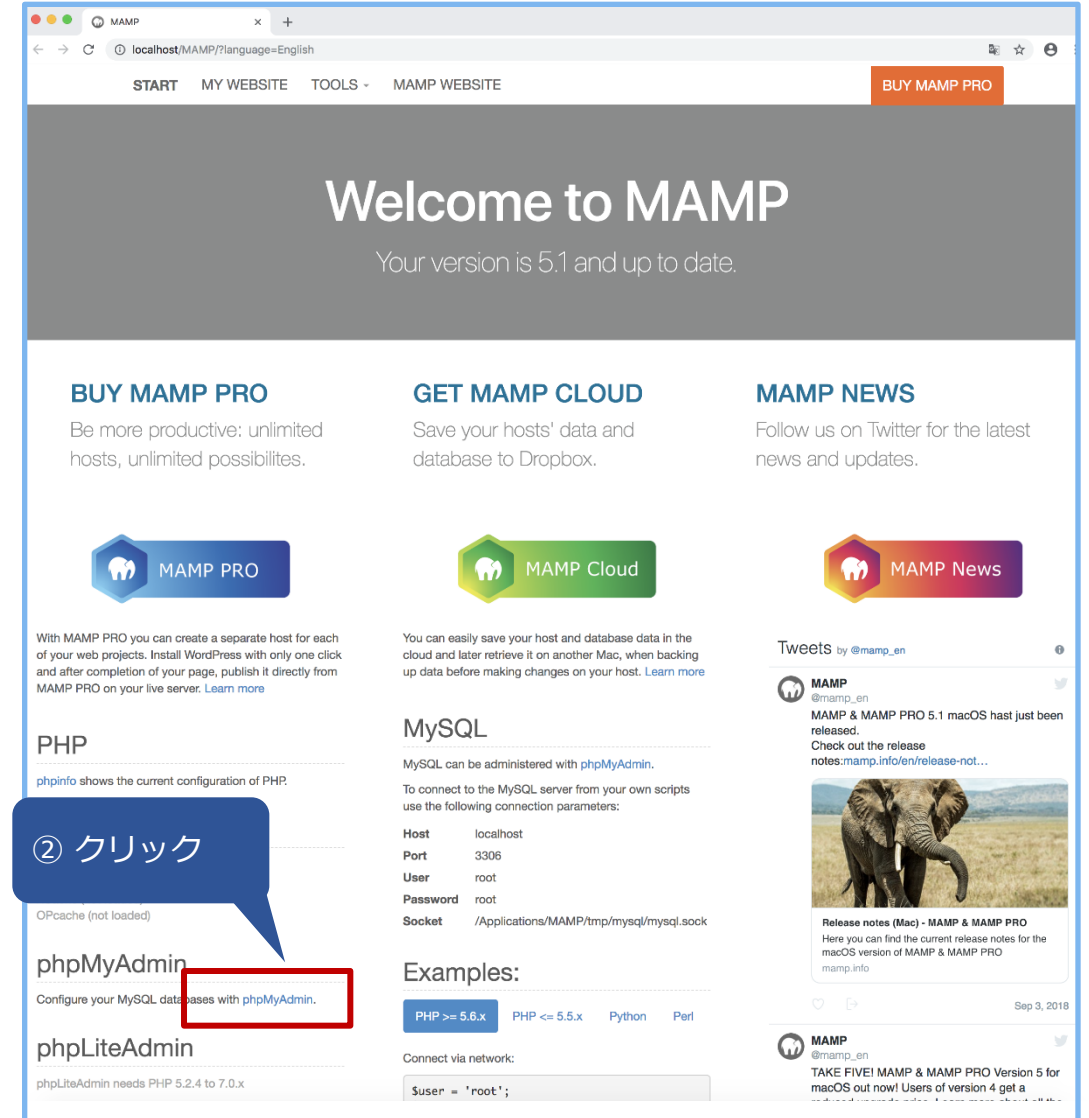 MAMP
localhost/MAMP/?language=English
START MY WEBSITE TOOLS MAMP WEBSITE BUY MAMP PRO
Welcome to MAMP
Your version is 5.1 and up to date.
BUY MAMP PRO
Be more productive: unlimited
hosts, unlimited possibilites.
MAMP PRO
With MAMP PRO you can create a separate host for each
of your web projects. Install WordPress with only one click
and after completion of your page, publish it directly from
MAMP PRO on your live server. Learn more
PHP
phpinfo shows the current configuration of PHP.
② クリック
OPcache (not loaded)
phpMyAdmin
Configure your MySQL databases with phpMyAdmin.
phpLiteAdmin
phpLiteAdmin needs PHP 5.2.4 to 7.0.x
GET MAMP CLOUD
Save your hosts' data and
database to Dropbox.
MAMP Cloud
You can easily save your host and database data in the
cloud and later retrieve it on another Mac, when backing
up data before making changes on your host. Learn more
MySQL
MySQL can be administered with phpMyAdmin.
To connect to the MySQL server from your own scripts
use the following connection parameters:
Host localhost
Port 3306
User root
Password root
Socket /Applications/MAMP/tmp/mysql/mysql.sock
Examples:
PHP >= 5.6.x PHP <= 5.5.x Python Perl
Connect via network:
$user = 'root';
MAMP NEWS
Follow us on Twitter for the latest
news and updates.
MAMP News
Tweets by @mamp_en
MAMP
@mamp_en
MAMP & MAMP PRO 5.1 macOS hast just been
released.
Check out the release
notes:mamp.info/en/release-not…
Release notes (Mac) - MAMP & MAMP PRO
Here you can find the current release notes for the
macOS version of MAMP & MAMP PRO
mamp.info
Sep 3, 2018
MAMP
@mamp_en
TAKE FIVE! MAMP & MAMP PRO Version 5 for
macOS out now! Users of version 4 get a